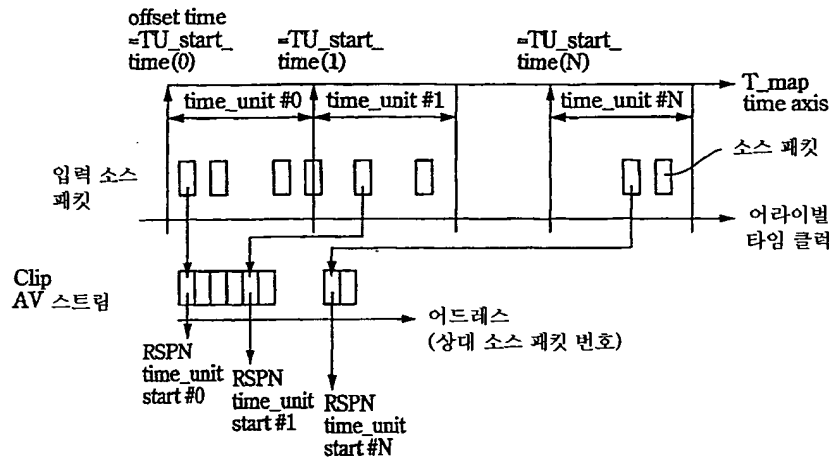 offset time
=TU_start_
time(0)
=TU_start_
time(1)
=TU_start_
time(N)
T_map
time axis
time_unit #0
time_unit #1
time_unit #N
입력 소스
패킷
소스 패킷
어라이벌
타임 클럭
Clip
AV 스트림
어드레스
(상대 소스 패킷 번호)
RSPN
time_unit
start #0
RSPN
time_unit
start #1
RSPN
time_unit
start #N